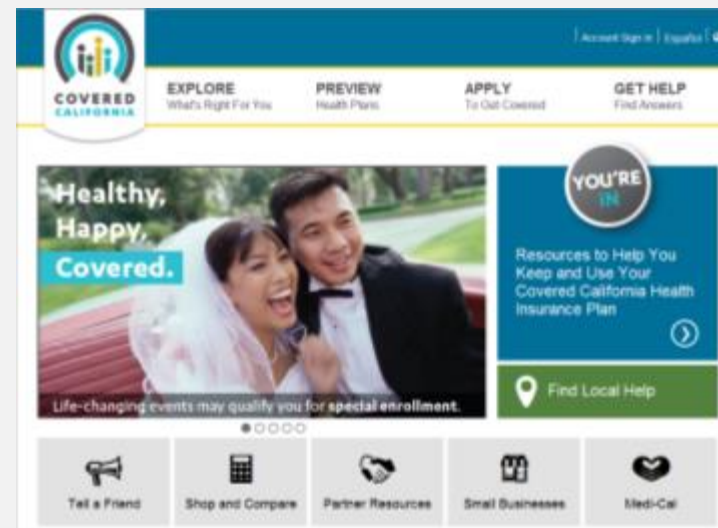 Account Sign in | Español |
COVERED
CALIFORNIA
EXPLORE
What's Right For You
PREVIEW
Health Plans
APPLY
To Get Covered
GET HELP
Find Answers
Healthy,
Happy,
Covered.
Life-changing events may qualify you for special enrollment.
YOU'RE
IN
Resources to Help You
Keep and Use Your
Covered California Health
Insurance Plan
Find Local Help
Tell a Friend
Shop and Compare
Partner Resources
Small Businesses
Medi-Cal